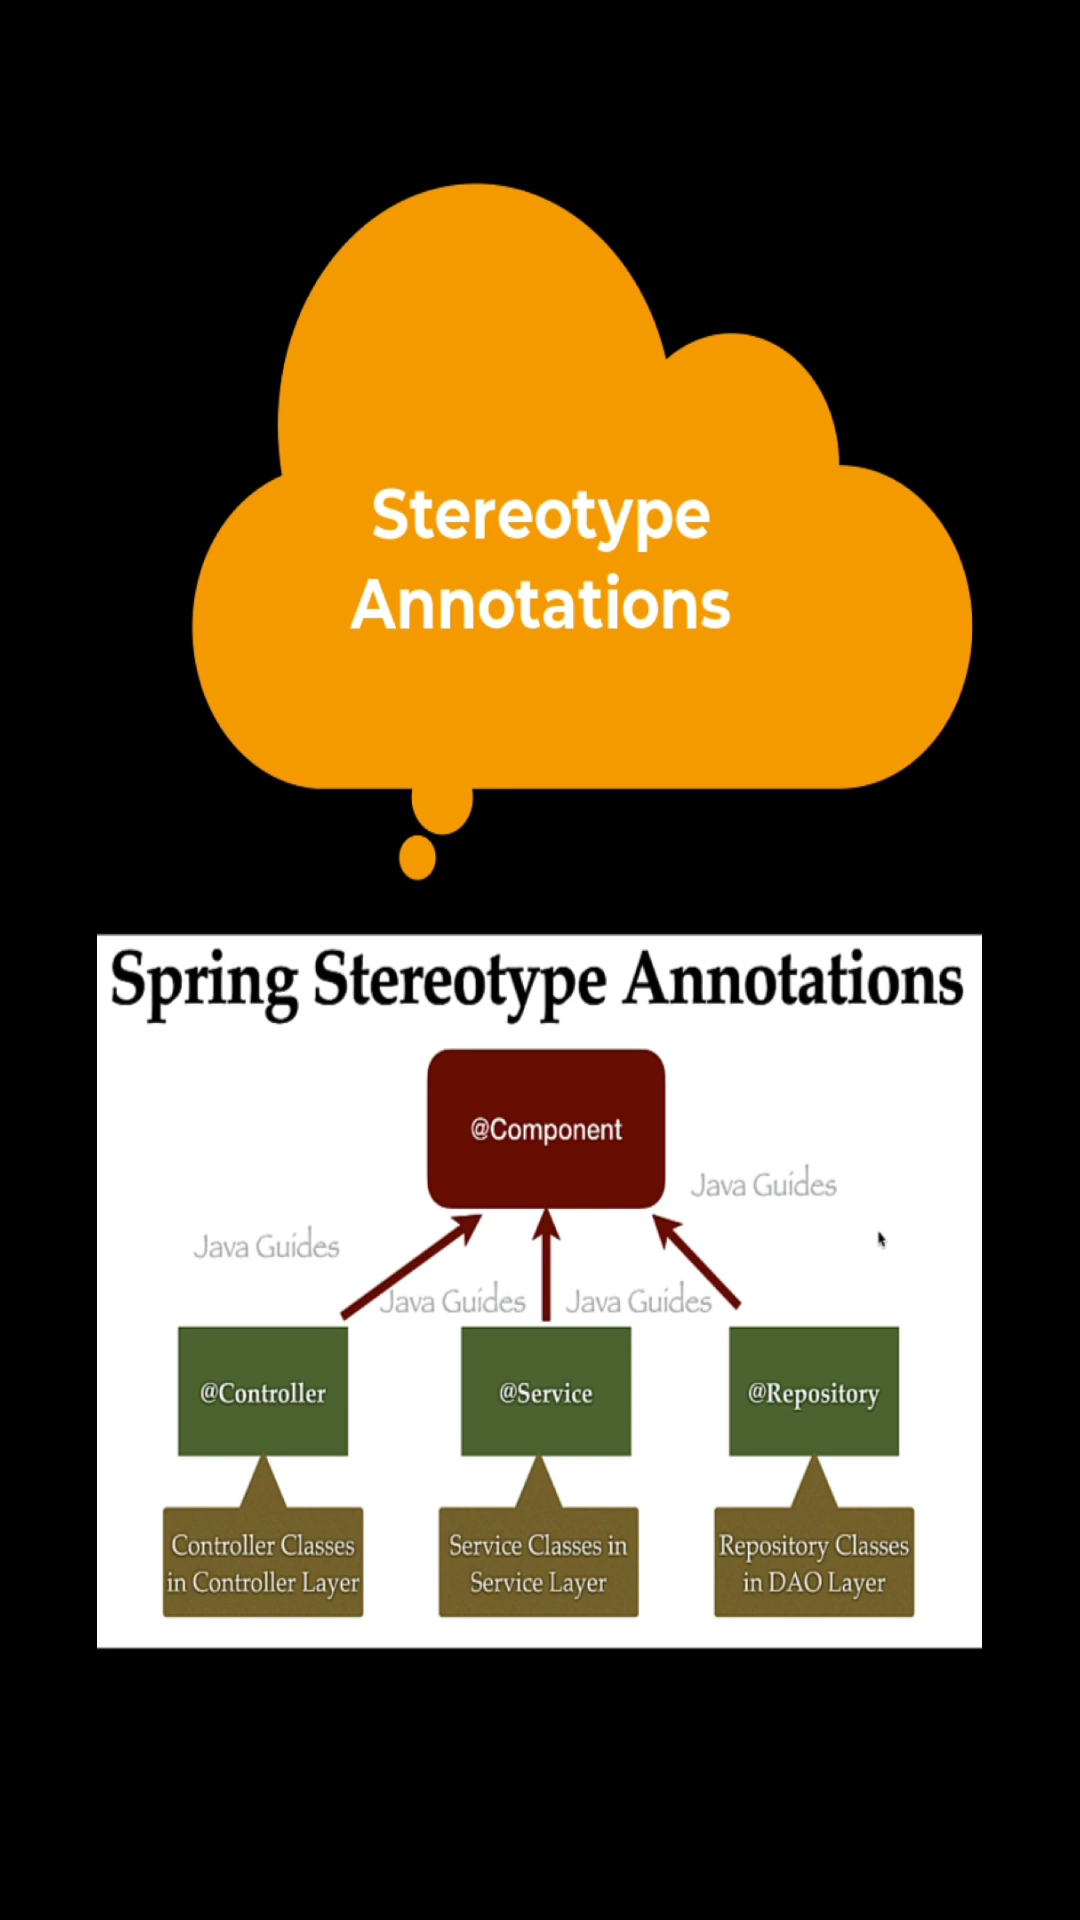 Stereotype
Annotations
Spring Stereotype Annotations
@Component
Java Guides
Java Guides
Java Guides
Java Guides
@Controller
@Service
@Repository
Controller Classes
in Controller Layer
Service Classes in
Service Layer
Repository Classes
in DAO Layer